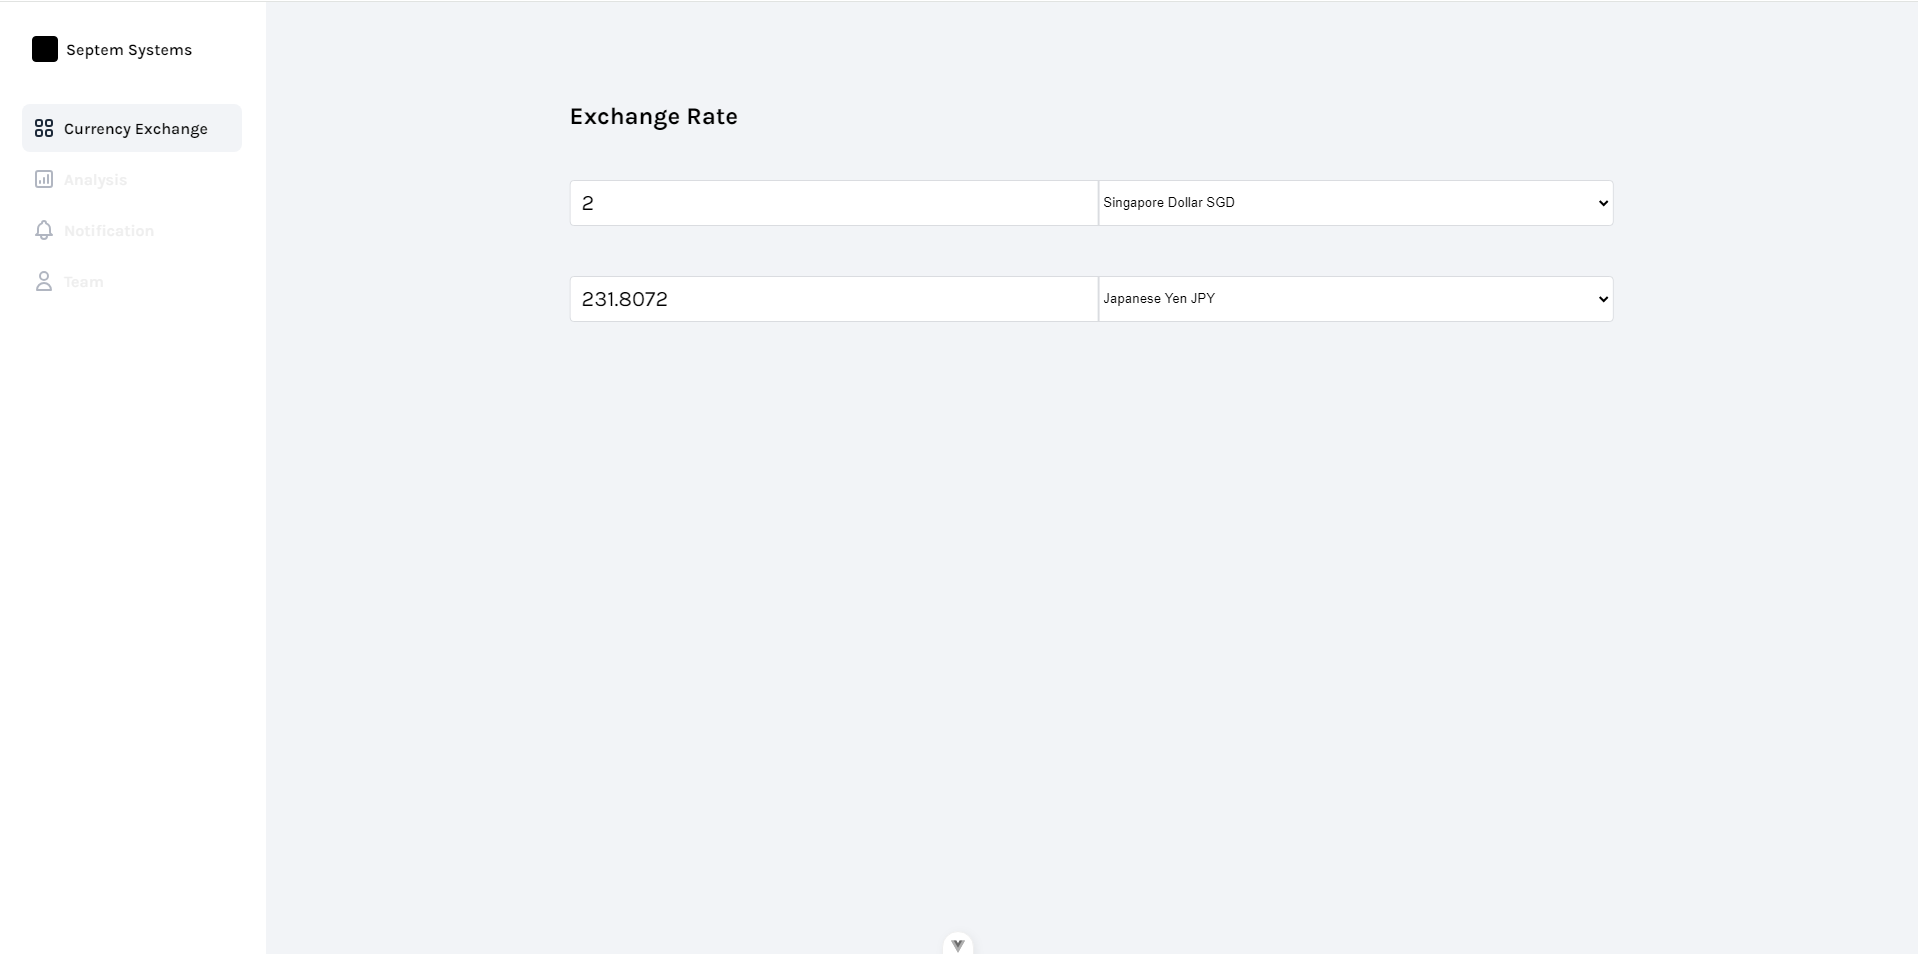 Septem Systems
Currency Exchange
Analysis
Notification
Team
Exchange Rate
2
Singapore Dollar SGD
231.8072
Japanese Yen JPY